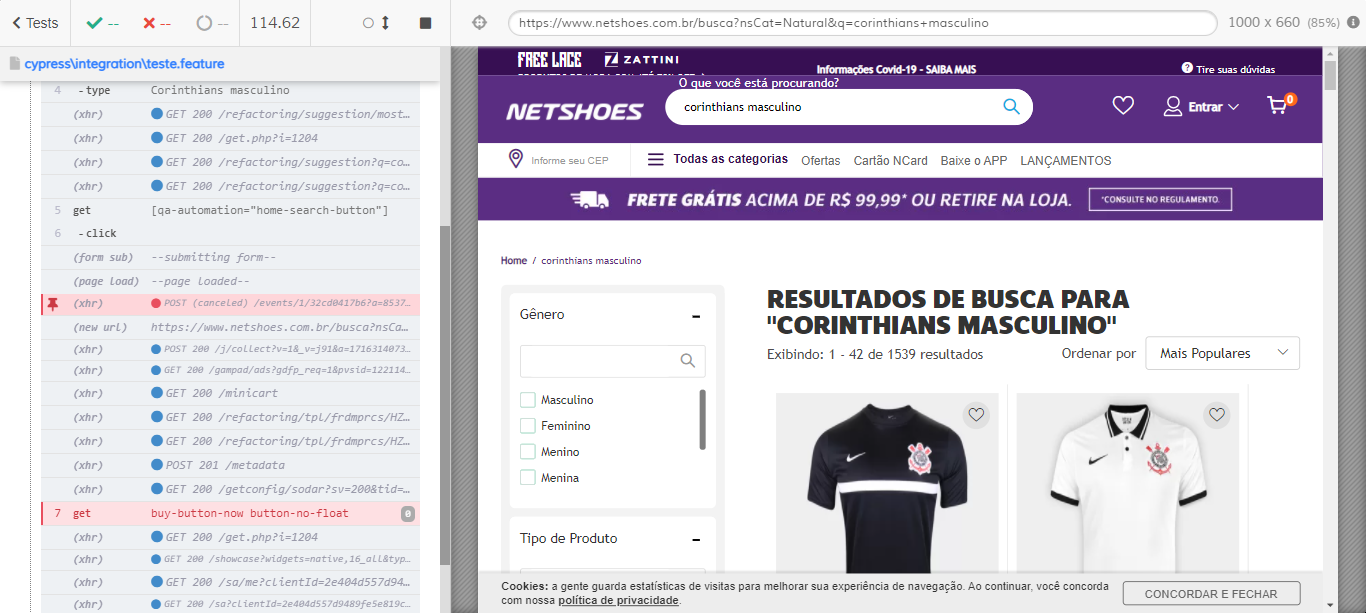 Tests
--
--
--
114.62
https://www.netshoes.com.br/busca?nsCat=Natural&q=corinthians+masculino
1000 x 660 (85%)
cypress\integration\teste.feature
4 - type Corinthians masculino
(xhr) GET 200 /refactoring/suggestion/most...
(xhr) GET 200 /get.php?i=1204
(xhr) GET 200 /refactoring/suggestion?q=co...
(xhr) GET 200 /refactoring/suggestion?q=co...
5 get [qa-automation="home-search-button"]
6 - click
(form sub) --submitting form--
(page load) --page loaded--
(xhr) POST (canceled) /events/1/32cd0417b6?a=8537...
(new url) https://www.netshoes.com.br/busca?nsCa...
(xhr) POST 200 /j/collect?v=1&_v=j91&a=1716314073...
(xhr) GET 200 /gampad/ads?gdfp_req=1&pvsid=122114...
(xhr) GET 200 /minicart
(xhr) GET 200 /refactoring/tpl/frdmprcs/HZ...
(xhr) GET 200 /refactoring/tpl/frdmprcs/HZ...
(xhr) POST 201 /metadata
(xhr) GET 200 /getconfig/sodar?sv=200&tid=...
7 get buy-button-now button-no-float 0
(xhr) GET 200 /get.php?i=1204
(xhr) GET 200 /showcase?widgets=native,16_all&typ...
(xhr) GET 200 /sa/me?clientId=2e404d557d94...
(xhr) GET 200 /sa?clientId=2e404d557d9489fe5e819c...
FREE LACE
ZATTINI
Informações Covid-19 - SAIBA MAIS
Tire suas dúvidas
O que você está procurando?
NETSHOES
corinthians masculino
Entrar
0
Informe seu CEP
Todas as categorias
Ofertas
Cartão NCard
Baixe o APP
LANÇAMENTOS
FRETE GRÁTIS ACIMA DE R$ 99,99* OU RETIRE NA LOJA.
*CONSULTE NO REGULAMENTO.
Home / corinthians masculino
Gênero
Masculino
Feminino
Menino
Menina
Tipo de Produto
RESULTADOS DE BUSCA PARA
"CORINTHIANS MASCULINO"
Exibindo: 1 - 42 de 1539 resultados
Ordenar por
Mais Populares
Cookies: a gente guarda estatísticas de visitas para melhorar sua experiência de navegação. Ao continuar, você concorda
com nossa política de privacidade.
CONCORDAR E FECHAR